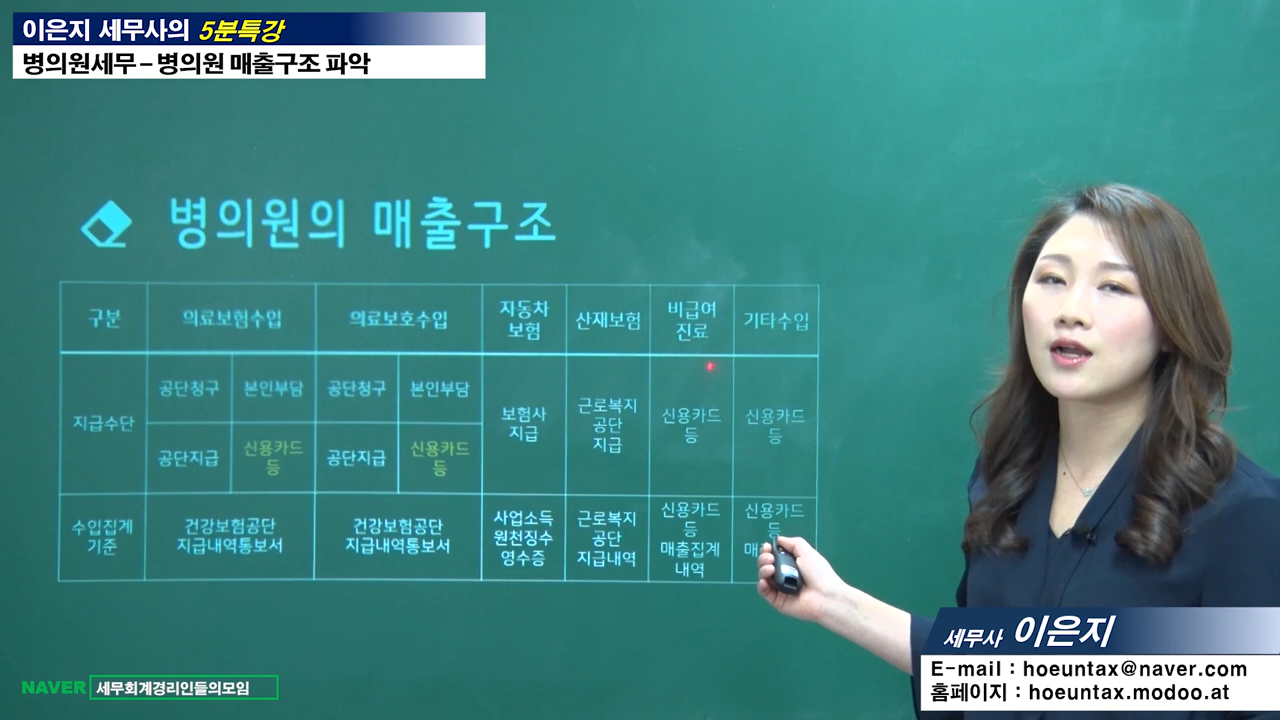 이은지 세무사의 5분특강
병의원세무 – 병의원 매출구조 파악
병의원의 매출구조
구분
의료보험수입
의료보호수입
자동차
보험
산재보험
비급여
진료
기타수입
지급수단
공단청구
본인부담
공단청구
본인부담
보험사
지급
근로복지
공단
지급
신용카드
등
신용카드
등
공단지급
신용카드
등
공단지급
신용카드
등
수입집계
기준
건강보험공단
지급내역통보서
건강보험공단
지급내역통보서
사업소득
원천징수
영수증
근로복지
공단
지급내역
신용카드
등
매출집계
내역
신용카드
등
세무사 이은지
E-mail : hoeuntax@naver.com
홈페이지 : hoeuntax.modoo.at
NAVER 세무회계경리인들의모임